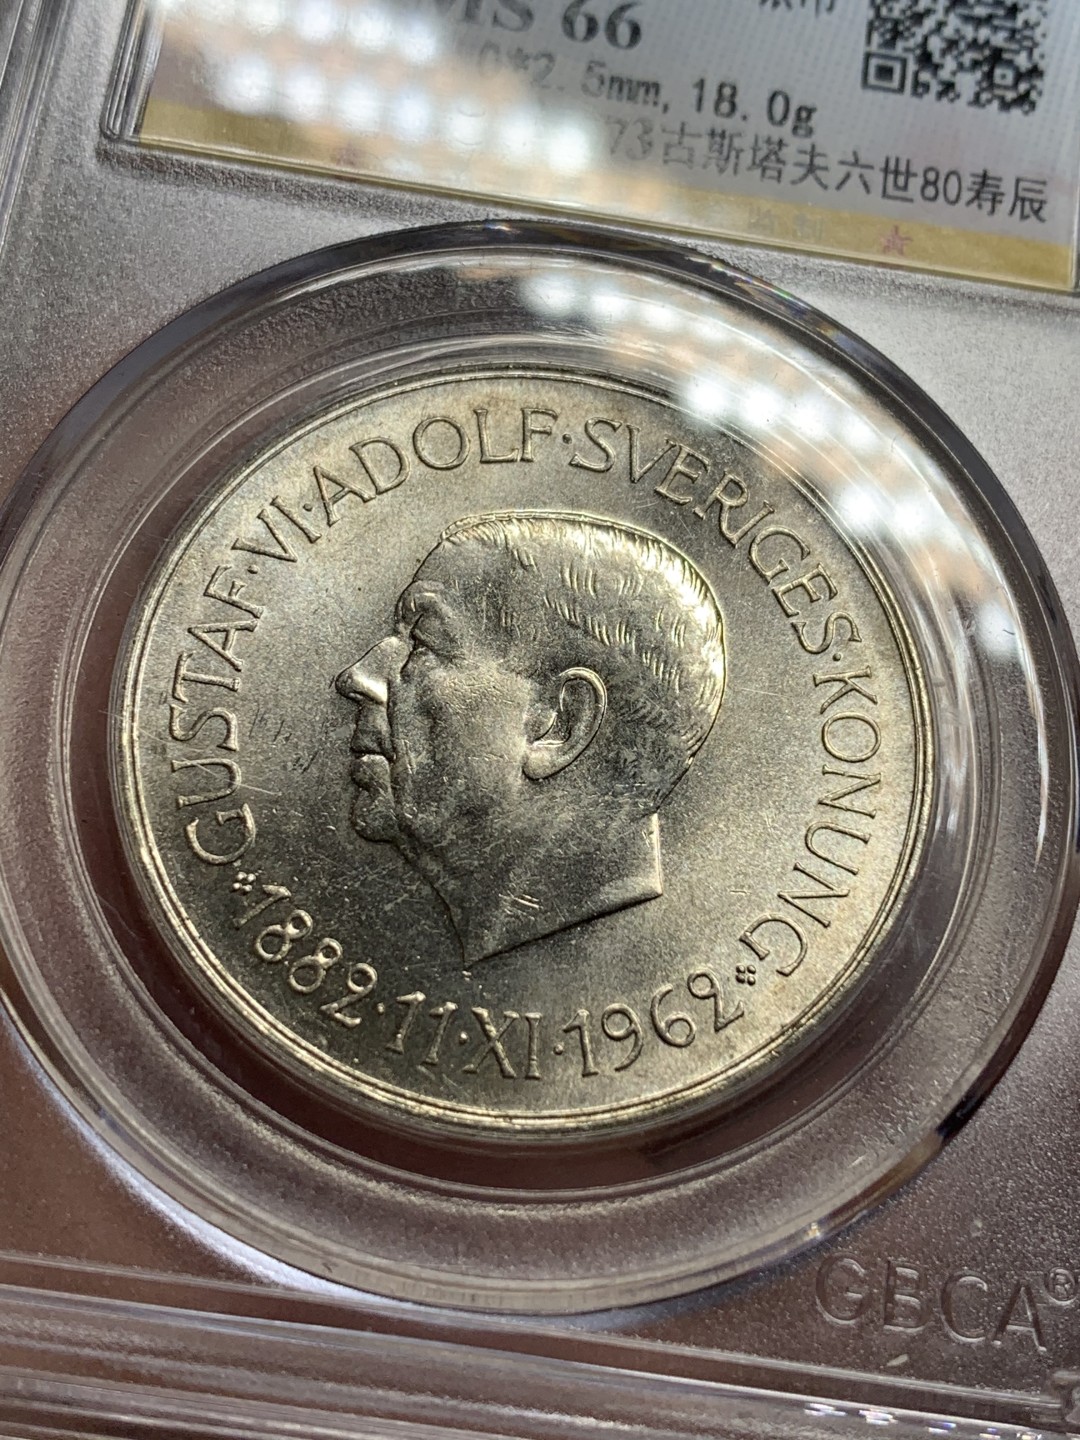 MS 66
2.5mm, 18.0g
73古斯塔夫六世80寿辰
GUSTAF·VI·ADOLF·SVERIGES·KONUNG
1882·11·XI·1962
GBCA®